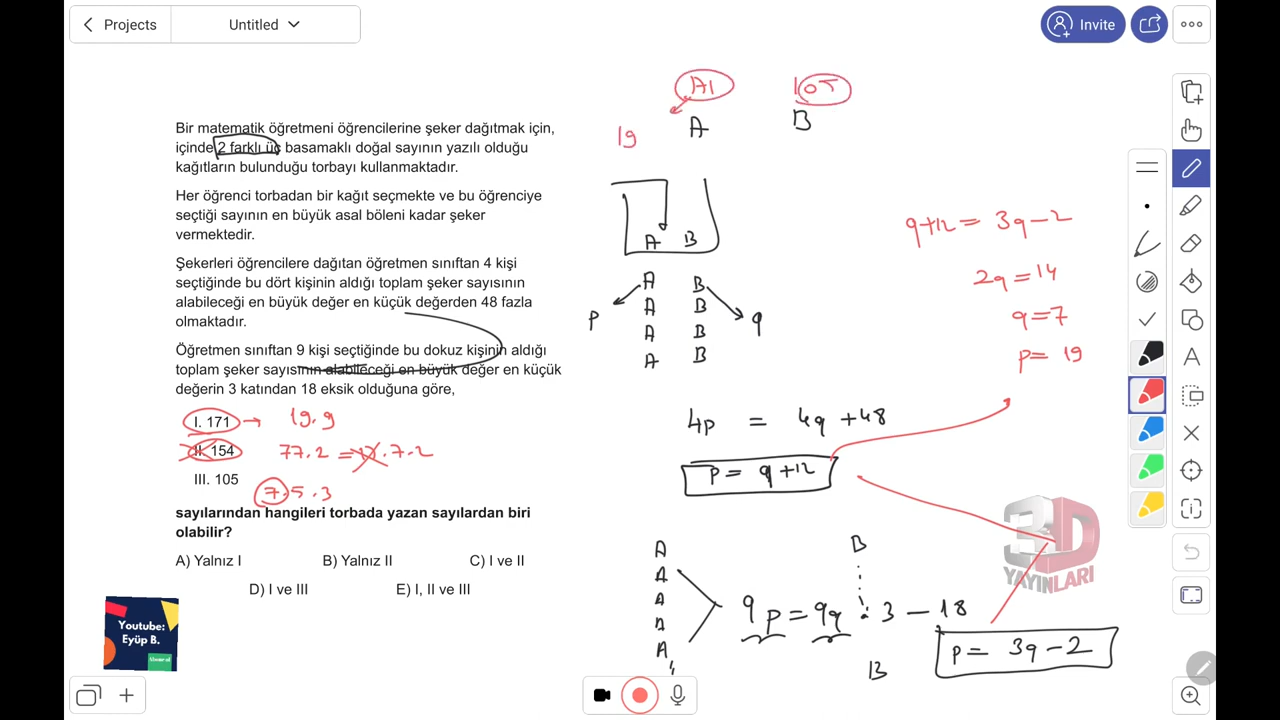 Projects
Untitled
Invite
A1
105
19
A
B
Bir matematik öğretmeni öğrencilerine şeker dağıtmak için,
içinde 2 farklı üç basamaklı doğal sayının yazılı olduğu
kağıtların bulunduğu torbayı kullanmaktadır.
Her öğrenci torbadan bir kağıt seçmekte ve bu öğrenciye
seçtiği sayının en büyük asal böleni kadar şeker
vermektedir.
Şekerleri öğrencilere dağıtan öğretmen sınıftan 4 kişi
seçtiğinde bu dört kişinin aldığı toplam şeker sayısının
alabileceği en büyük değer en küçük değerden 48 fazla
olmaktadır.
Öğretmen sınıftan 9 kişi seçtiğinde bu dokuz kişinin aldığı
toplam şeker sayısının alabileceği en büyük değer en küçük
değerin 3 katından 18 eksik olduğuna göre,
I. 171 → 19.9
II. 154 77.2 = 11.7.2
III. 105 7.5.3
sayılarından hangileri torbada yazan sayılardan biri
olabilir?
A) Yalnız I B) Yalnız II C) I ve II
D) I ve III E) I, II ve III
Youtube:
Eyüp B.
A B
A B
A B
A B
A B
p
q
4p = 4q + 48
p = q + 12
q+12 = 3q-2
2q = 14
q = 7
p = 19
A
A
A
A
A
B
B
9p = 9q . 3 - 18
p = 3q - 2
3D
YAYINLARI
A